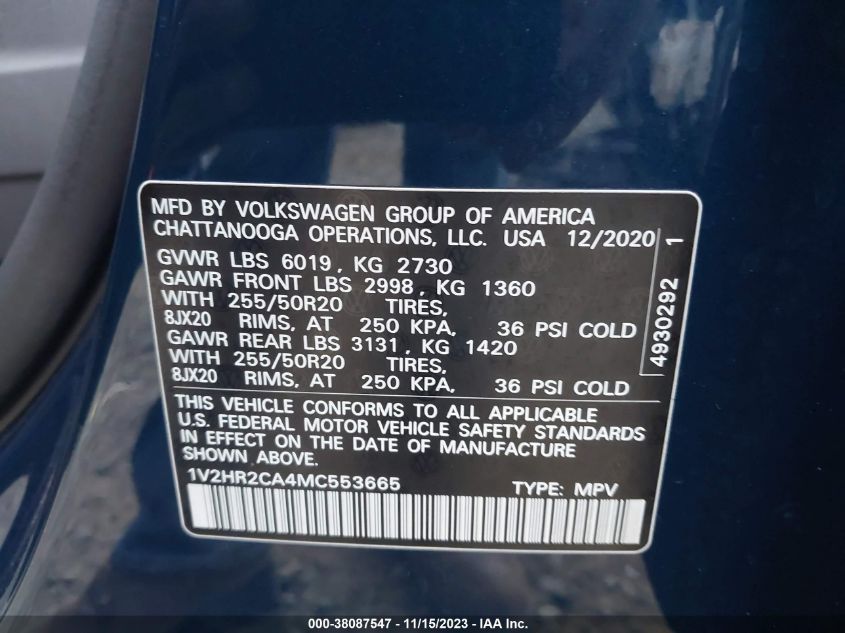 MFD BY VOLKSWAGEN GROUP OF AMERICA
CHATTANOOGA OPERATIONS, LLC. USA 12/2020
GVWR LBS 6019, KG 2730
GAWR FRONT LBS 2998, KG 1360
WITH 255/50R20 TIRES,
8JX20 RIMS, AT 250 KPA, 36 PSI COLD
GAWR REAR LBS 3131, KG 1420
WITH 255/50R20 TIRES,
8JX20 RIMS, AT 250 KPA, 36 PSI COLD
4930292 1
THIS VEHICLE CONFORMS TO ALL APPLICABLE
U.S. FEDERAL MOTOR VEHICLE SAFETY STANDARDS
IN EFFECT ON THE DATE OF MANUFACTURE
SHOWN ABOVE.
1V2HR2CA4MC553665 TYPE: MPV
000-38087547 - 11/15/2023 - © IAA Inc.